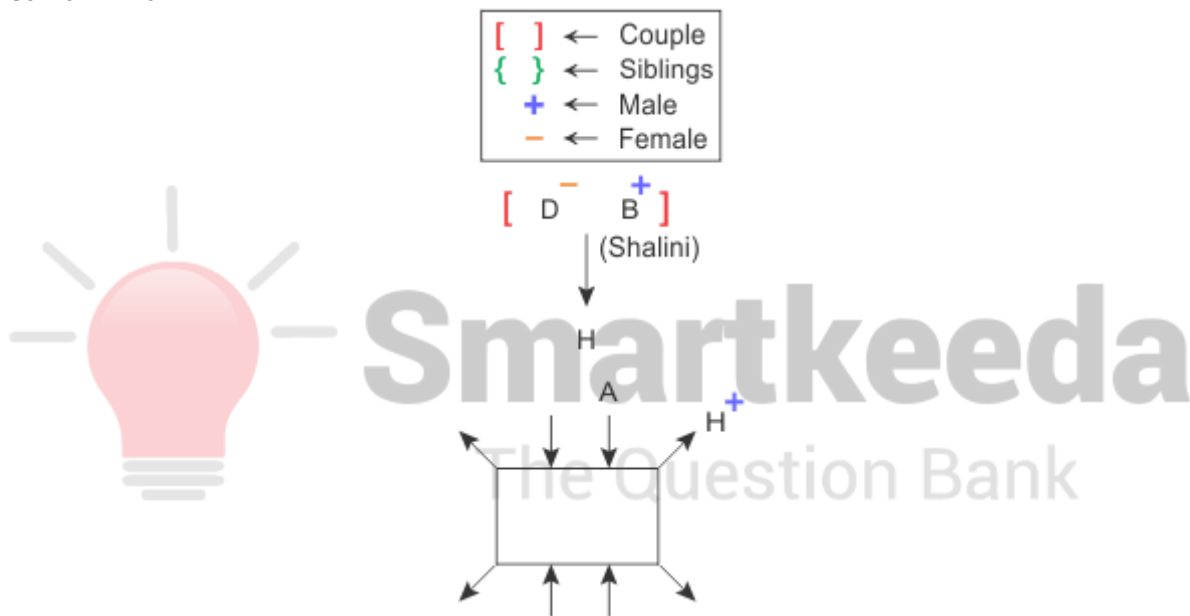 [ ] ← Couple
{ } ← Siblings
+ ← Male
− ← Female
[ D− B+ ]
(Shalini)
Smartkeeda
H
A
H+
The Question Bank